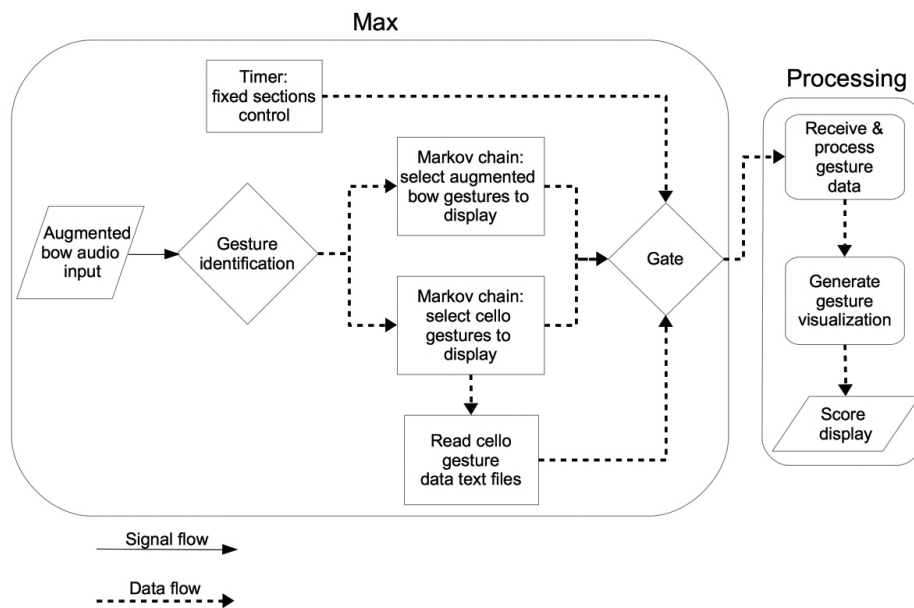 Max
Timer:
fixed sections
control
Processing
Receive &
process
gesture
data
Markov chain:
select augmented
bow gestures to
display
Augmented
bow audio
input
Gesture
identification
Gate
Generate
gesture
visualization
Markov chain:
select cello
gestures to
display
Score
display
Read cello
gesture
data text files
Signal flow
Data flow